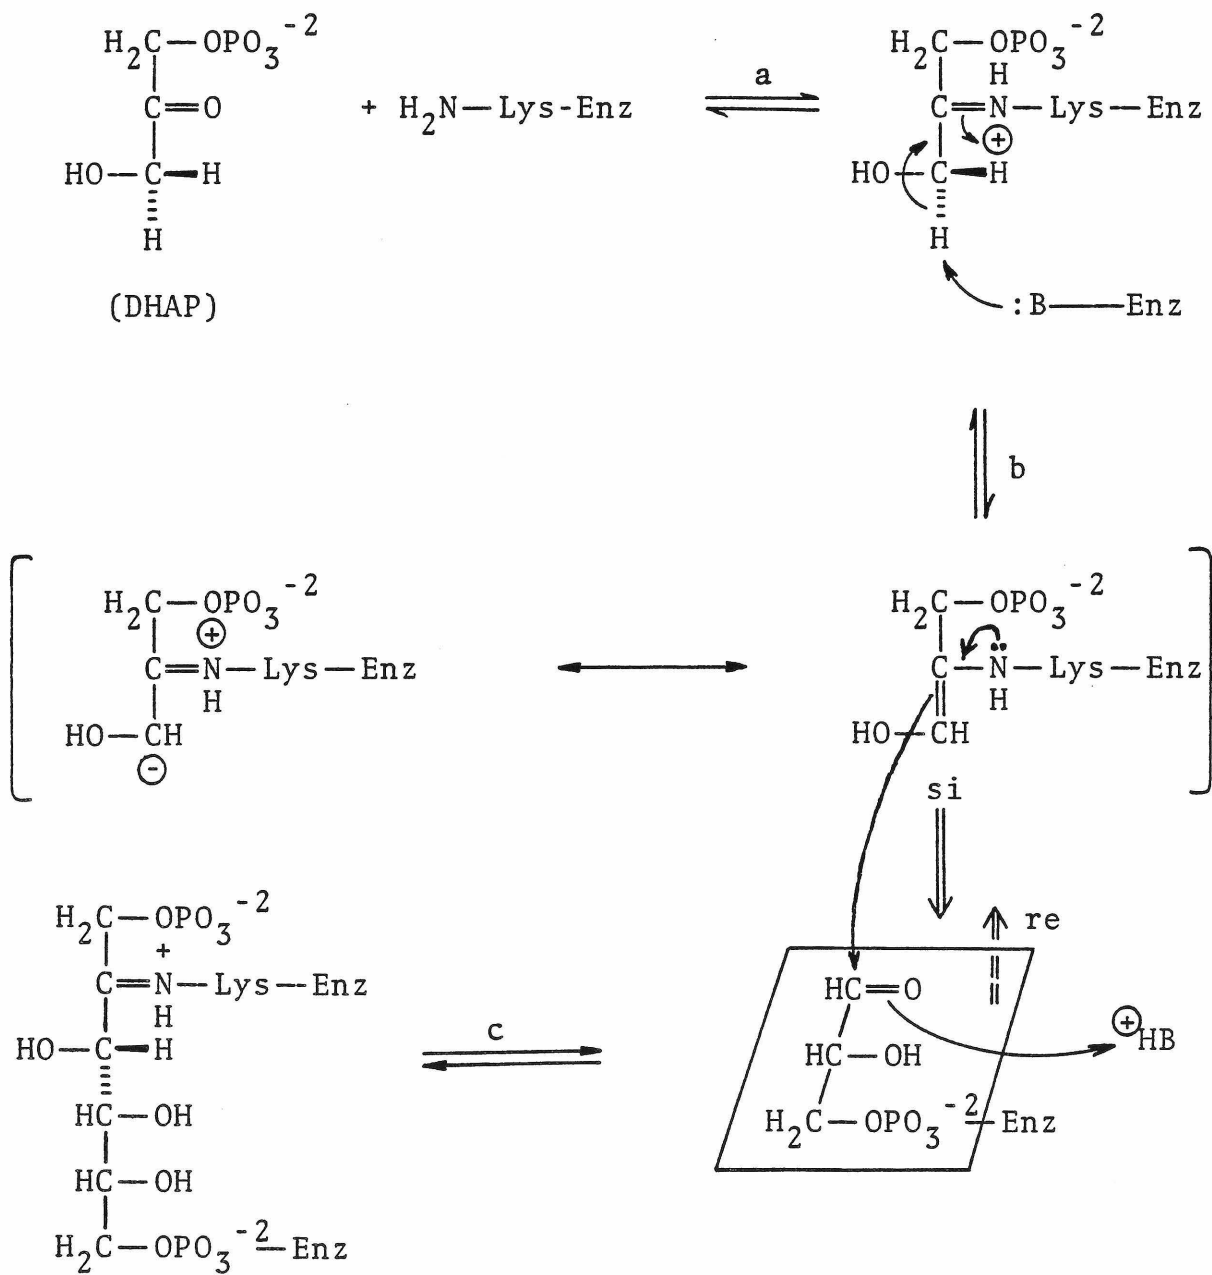 H2C—OPO3-2
C=O
HO—C—H
H
(DHAP)
+ H2N—Lys-Enz
a
H2C—OPO3-2
H
C=N—Lys—Enz
+
HO—C—H
H
:B—Enz
b
H2C—OPO3-2
+
C=N—Lys—Enz
H
HO—CH
-
H2C—OPO3-2
C—N̈—Lys—Enz
H
HO—CH
si
re
HC=O
HC—OH
H2C—OPO3-2—Enz
+HB
c
H2C—OPO3-2
+
C=N—Lys—Enz
H
HO—C—H
HC—OH
HC—OH
H2C—OPO3-2—Enz